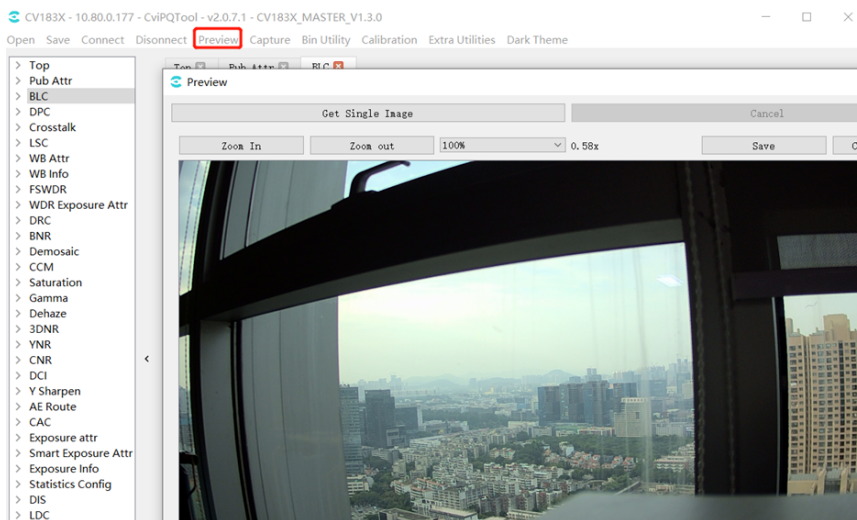 CV183X - 10.80.0.177 - CviPQTool - v2.0.7.1 - CV183X_MASTER_V1.3.0
Open Save Connect Disconnect Preview Capture Bin Utility Calibration Extra Utilities Dark Theme
Top Pub Attr BLC
Top
Pub Attr
BLC
DPC
Crosstalk
LSC
WB Attr
WB Info
FSWDR
WDR Exposure Attr
DRC
BNR
Demosaic
CCM
Saturation
Gamma
Dehaze
3DNR
YNR
CNR
DCI
Y Sharpen
AE Route
CAC
Exposure attr
Smart Exposure Attr
Exposure Info
Statistics Config
DIS
LDC
Preview
Get Single Image Cancel
Zoom In Zoom out 100% 0.58x Save